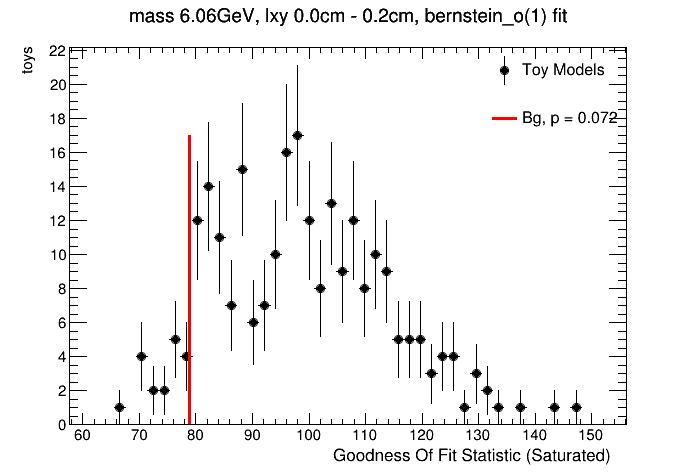 mass 6.06GeV, lxy 0.0cm - 0.2cm, bernstein_o(1) fit
toys
22
20
18
16
14
12
10
8
6
4
2
0
Toy Models
Bg, p = 0.072
60 70 80 90 100 110 120 130 140 150
Goodness Of Fit Statistic (Saturated)